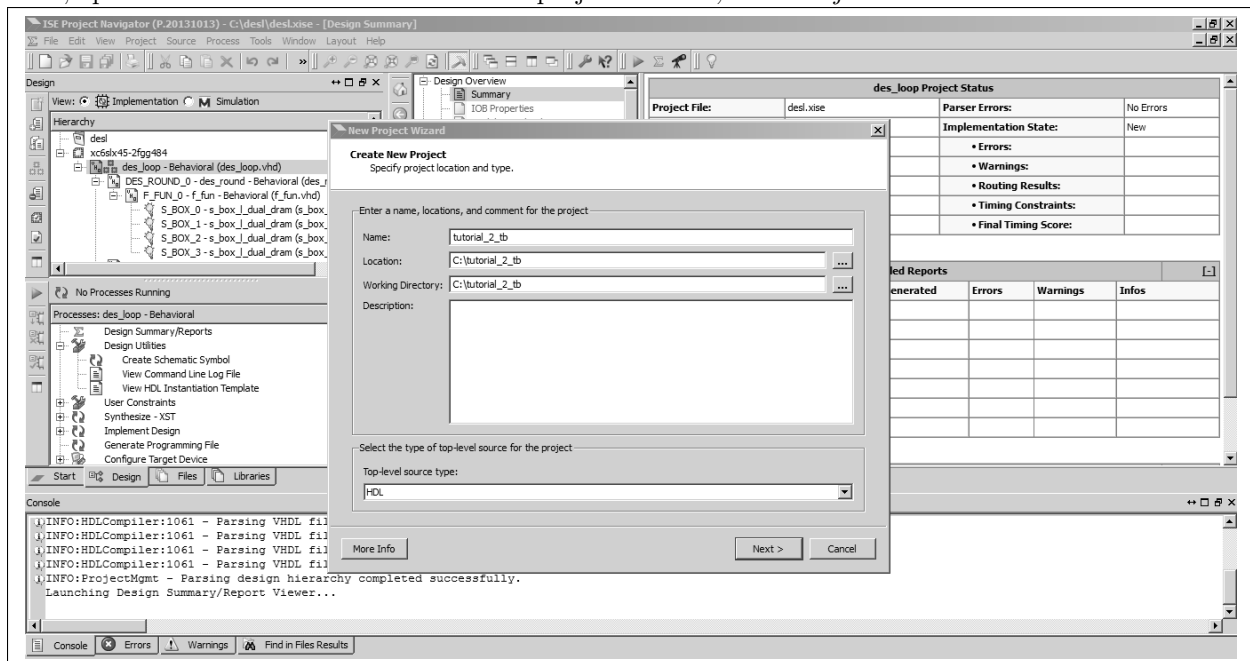 ISE Project Navigator (P.20131013) - C:\desl\desl.xise - [Design Summary]
File Edit View Project Source Process Tools Window Layout Help
Design
View: Implementation Simulation
Hierarchy
desl
xc6slx45-2fgg484
des_loop - Behavioral (des_loop.vhd)
DES_ROUND_0 - des_round - Behavioral (des_r
F_FUN_0 - f_fun - Behavioral (f_fun.vhd)
S_BOX_0 - s_box_l_dual_dram (s_box_
S_BOX_1 - s_box_l_dual_dram (s_box_
S_BOX_2 - s_box_l_dual_dram (s_box_
S_BOX_3 - s_box_l_dual_dram (s_box_
No Processes Running
Processes: des_loop - Behavioral
Design Summary/Reports
Design Utilities
Create Schematic Symbol
View Command Line Log File
View HDL Instantiation Template
User Constraints
Synthesize - XST
Implement Design
Generate Programming File
Configure Target Device
Start Design Files Libraries
Design Overview
Summary
IOB Properties
des_loop Project Status
Project File: desl.xise Parser Errors: No Errors
Implementation State: New
• Errors:
• Warnings:
• Routing Results:
• Timing Constraints:
• Final Timing Score:
led Reports [-]
enerated Errors Warnings Infos
New Project Wizard
Create New Project
Specify project location and type.
Enter a name, locations, and comment for the project
Name: tutorial_2_tb
Location: C:\tutorial_2_tb ...
Working Directory: C:\tutorial_2_tb ...
Description:
Select the type of top-level source for the project
Top-level source type:
HDL
More Info Next > Cancel
Console
INFO:HDLCompiler:1061 - Parsing VHDL fil
INFO:HDLCompiler:1061 - Parsing VHDL fil
INFO:HDLCompiler:1061 - Parsing VHDL fil
INFO:HDLCompiler:1061 - Parsing VHDL fil
INFO:ProjectMgmt - Parsing design hierarchy completed successfully.
Launching Design Summary/Report Viewer...
Console Errors Warnings Find in Files Results